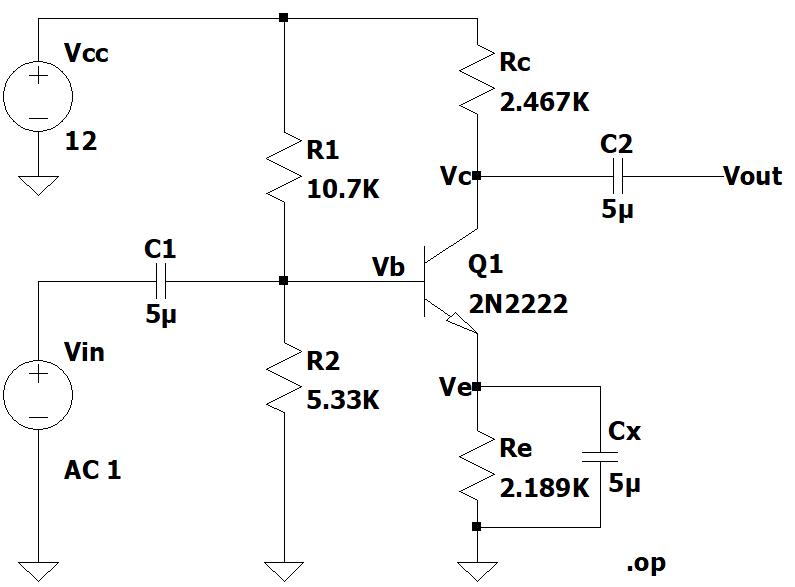 Vcc
12
Rc
2.467K
R1
10.7K
Vc
C2
5µ
Vout
C1
5µ
Vb
Q1
2N2222
Vin
AC 1
R2
5.33K
Ve
Re
2.189K
Cx
5µ
.op